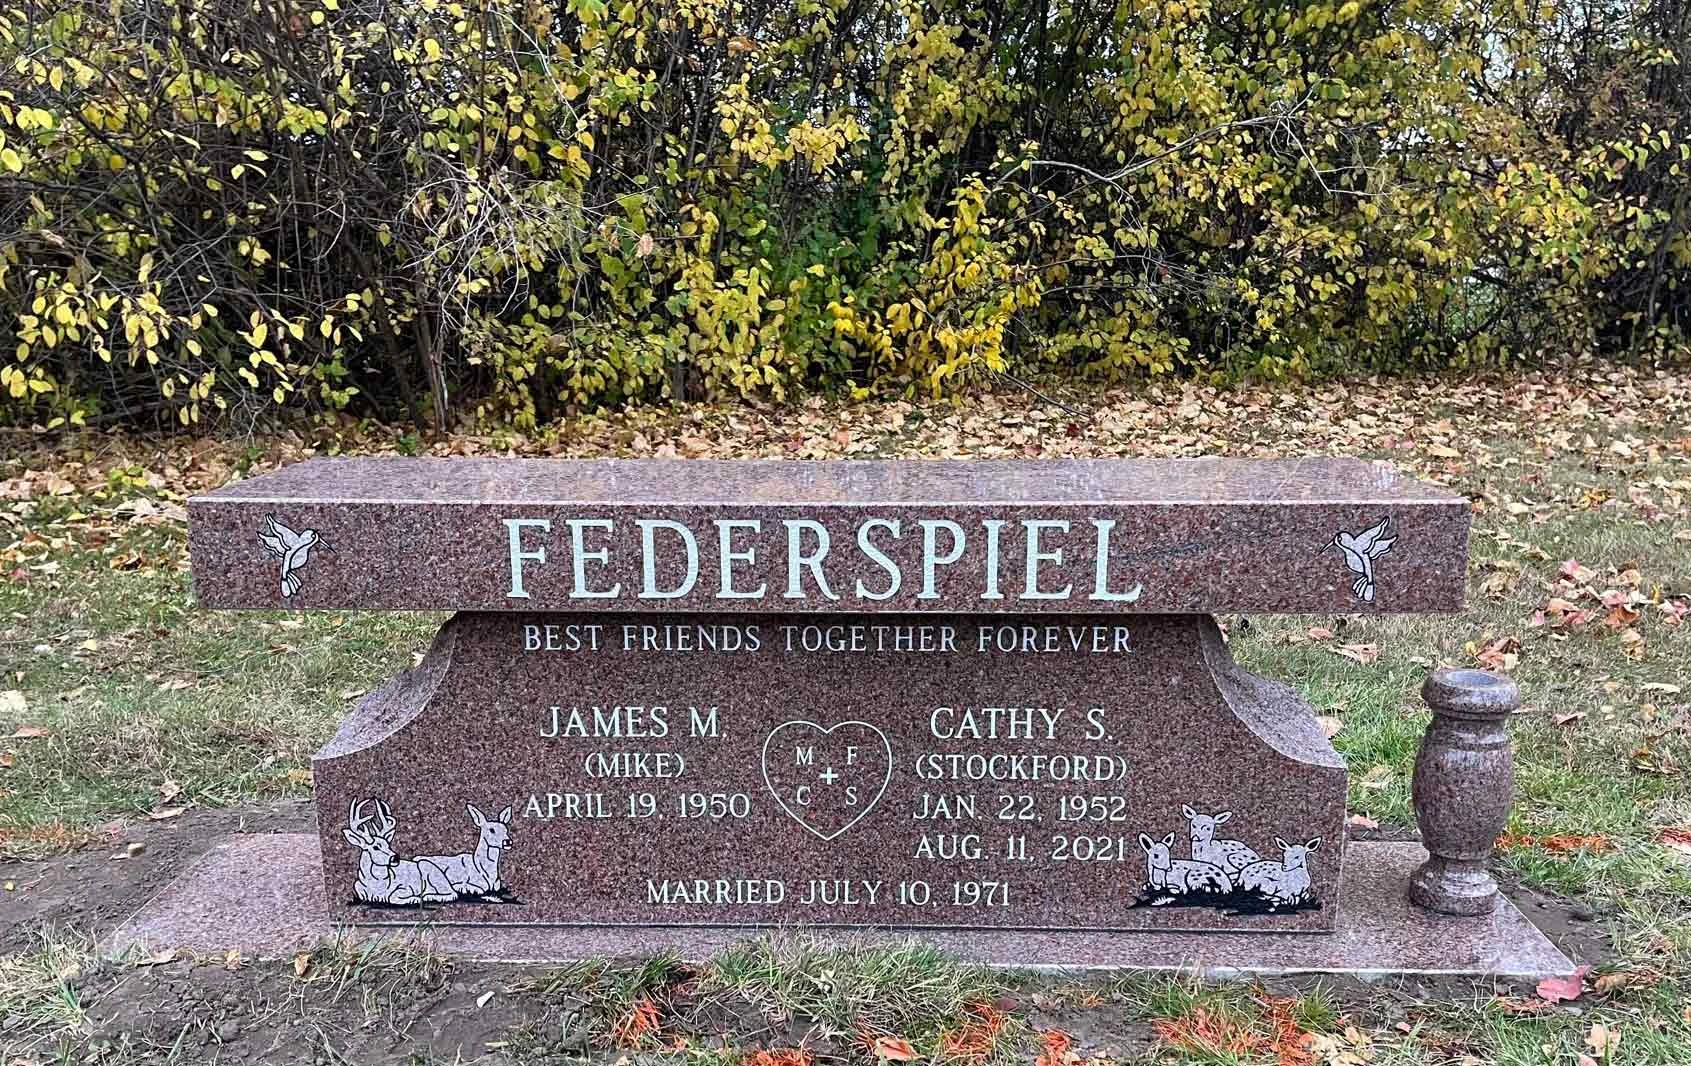 FEDERSPIEL
BEST FRIENDS TOGETHER FOREVER
JAMES M.
(MIKE)
APRIL 19, 1950
M F
+
C S
CATHY S.
(STOCKFORD)
JAN. 22, 1952
AUG. 11, 2021
MARRIED JULY 10, 1971